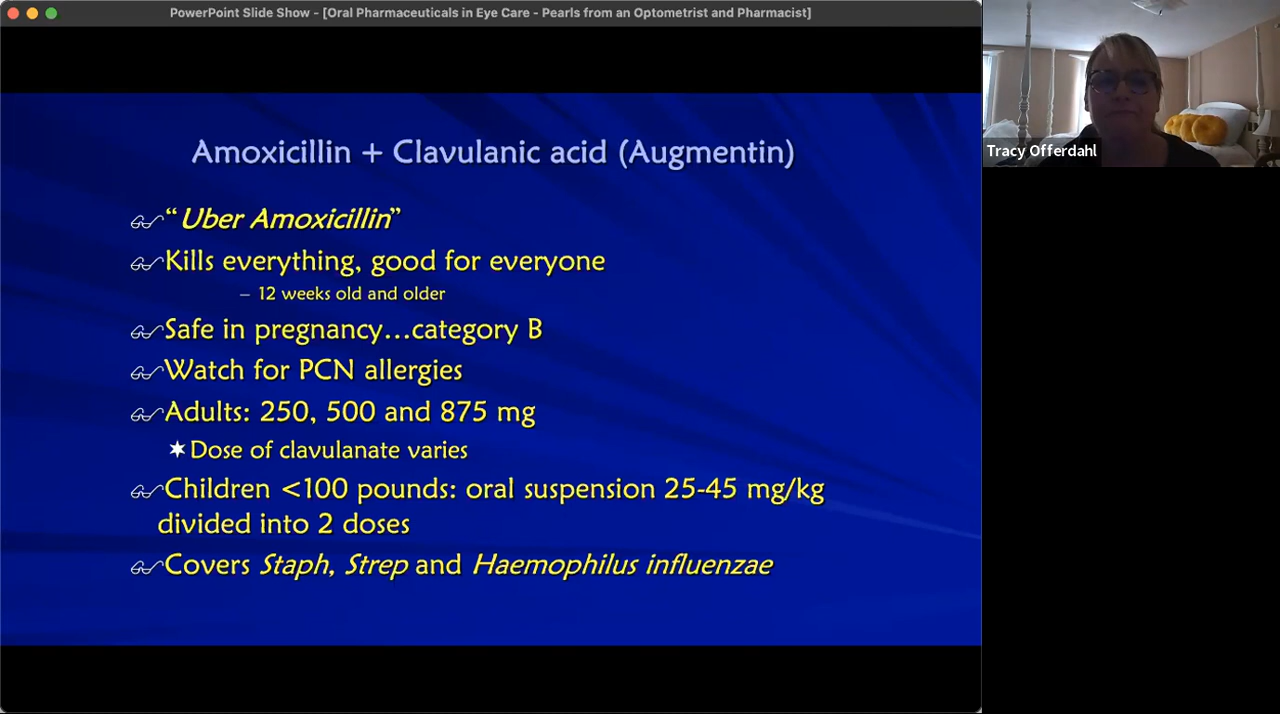 PowerPoint Slide Show - [Oral Pharmaceuticals in Eye Care - Pearls from an Optometrist and Pharmacist]
Tracy Offerdahl
Amoxicillin + Clavulanic acid (Augmentin)
“Uber Amoxicillin”
Kills everything, good for everyone
– 12 weeks old and older
Safe in pregnancy...category B
Watch for PCN allergies
Adults: 250, 500 and 875 mg
Dose of clavulanate varies
Children <100 pounds: oral suspension 25-45 mg/kg
divided into 2 doses
Covers Staph, Strep and Haemophilus influenzae